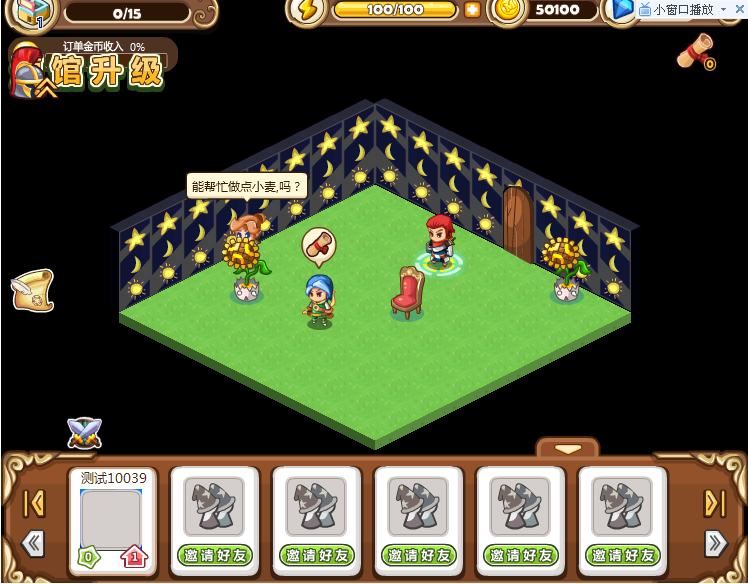 1
0/15
100/100
50100
小窗口播放
订单金币收入 0%
馆升级
0
能帮忙做点小麦,吗？
测试10039
0
1
邀请好友
邀请好友
邀请好友
邀请好友
邀请好友